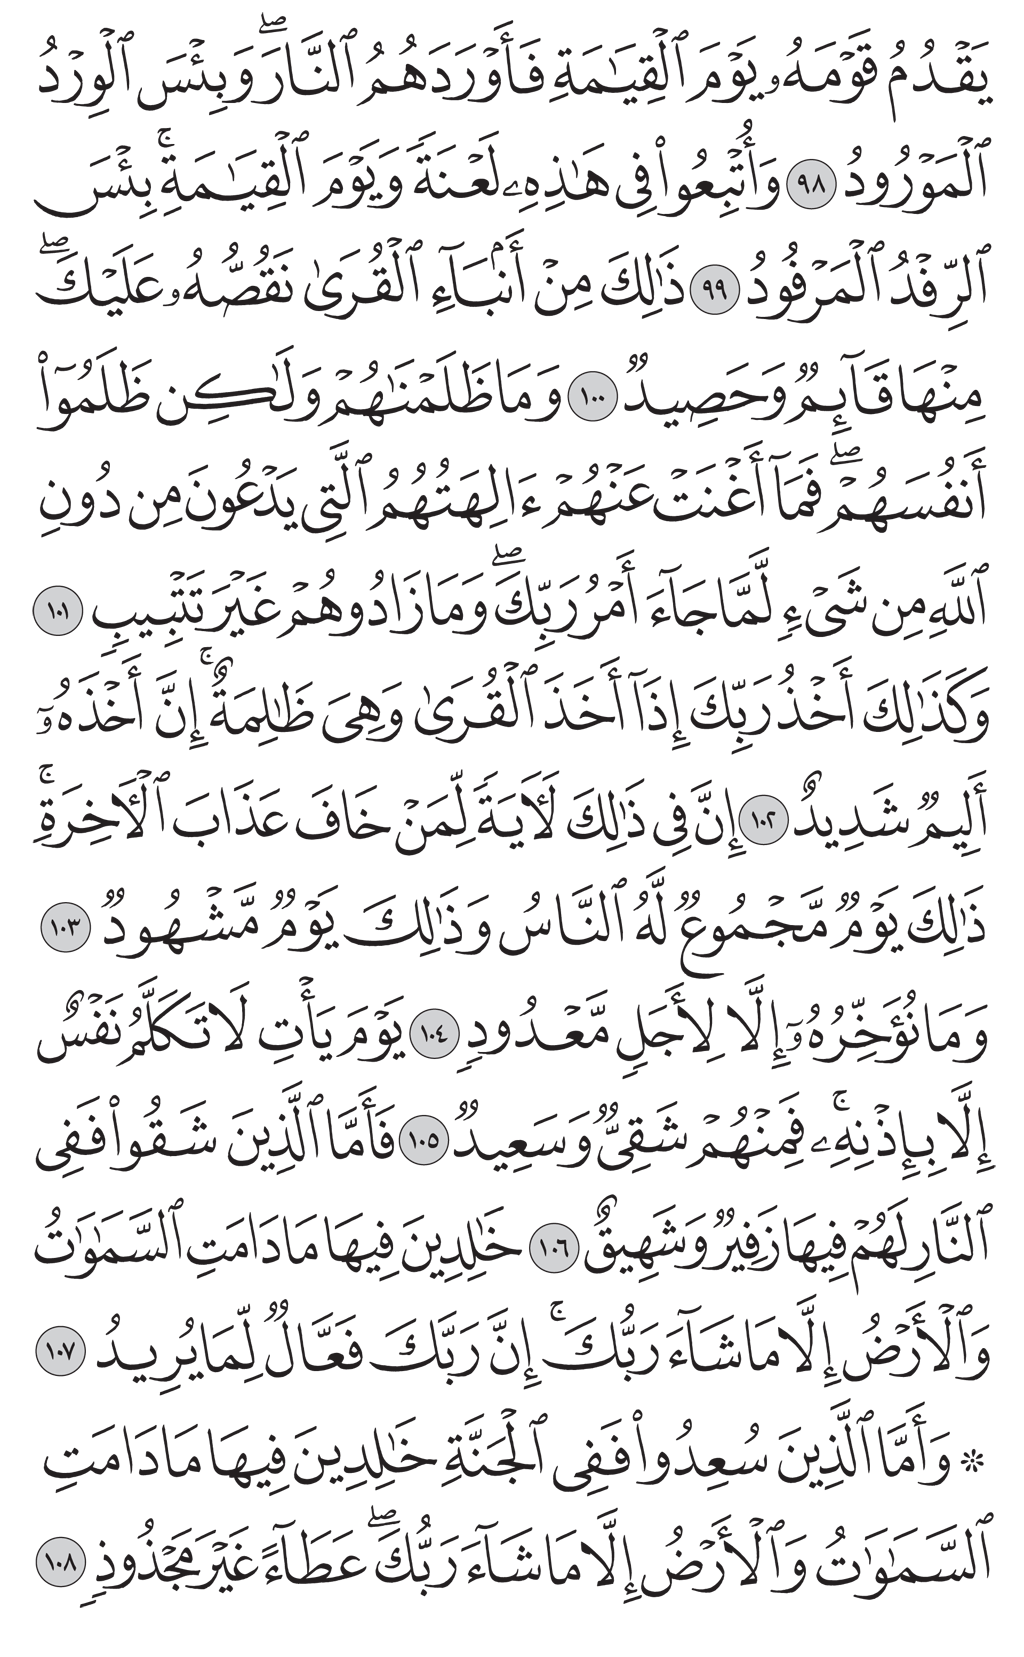 يَقۡدُمُ قَوۡمَهُۥ يَوۡمَ ٱلۡقِيَٰمَةِ فَأَوۡرَدَهُمُ ٱلنَّارَۖ وَبِئۡسَ ٱلۡوِرۡدُ
ٱلۡمَوۡرُودُ ٩٨ وَأُتۡبِعُواْ فِي هَٰذِهِۦ لَعۡنَةٗ وَيَوۡمَ ٱلۡقِيَٰمَةِۚ بِئۡسَ
ٱلرِّفۡدُ ٱلۡمَرۡفُودُ ٩٩ ذَٰلِكَ مِنۡ أَنۢبَآءِ ٱلۡقُرَىٰ نَقُصُّهُۥ عَلَيۡكَۖ
مِنۡهَا قَآئِمٞ وَحَصِيدٞ ١٠٠ وَمَا ظَلَمۡنَٰهُمۡ وَلَٰكِن ظَلَمُوٓاْ
أَنفُسَهُمۡۖ فَمَآ أَغۡنَتۡ عَنۡهُمۡ ءَالِهَتُهُمُ ٱلَّتِي يَدۡعُونَ مِن دُونِ
ٱللَّهِ مِن شَيۡءٖ لَّمَّا جَآءَ أَمۡرُ رَبِّكَۖ وَمَا زَادُوهُمۡ غَيۡرَ تَتۡبِيبٖ ١٠١
وَكَذَٰلِكَ أَخۡذُ رَبِّكَ إِذَآ أَخَذَ ٱلۡقُرَىٰ وَهِيَ ظَٰلِمَةٌۚ إِنَّ أَخۡذَهُۥٓ
أَلِيمٞ شَدِيدٌ ١٠٢ إِنَّ فِي ذَٰلِكَ لَأٓيَةٗ لِّمَنۡ خَافَ عَذَابَ ٱلۡأٓخِرَةِۚ
ذَٰلِكَ يَوۡمٞ مَّجۡمُوعٞ لَّهُ ٱلنَّاسُ وَذَٰلِكَ يَوۡمٞ مَّشۡهُودٞ ١٠٣
وَمَا نُؤَخِّرُهُۥٓ إِلَّا لِأَجَلٖ مَّعۡدُودٖ ١٠٤ يَوۡمَ يَأۡتِ لَا تَكَلَّمُ نَفۡسٌ
إِلَّا بِإِذۡنِهِۦۚ فَمِنۡهُمۡ شَقِيّٞ وَسَعِيدٞ ١٠٥ فَأَمَّا ٱلَّذِينَ شَقُواْ فَفِي
ٱلنَّارِ لَهُمۡ فِيهَا زَفِيرٞ وَشَهِيقٌ ١٠٦ خَٰلِدِينَ فِيهَا مَا دَامَتِ ٱلسَّمَٰوَٰتُ
وَٱلۡأَرۡضُ إِلَّا مَا شَآءَ رَبُّكَۚ إِنَّ رَبَّكَ فَعَّالٞ لِّمَا يُرِيدُ ١٠٧
۞ وَأَمَّا ٱلَّذِينَ سُعِدُواْ فَفِي ٱلۡجَنَّةِ خَٰلِدِينَ فِيهَا مَا دَامَتِ
ٱلسَّمَٰوَٰتُ وَٱلۡأَرۡضُ إِلَّا مَا شَآءَ رَبُّكَۖ عَطَآءً غَيۡرَ مَجۡذُوذٖ ١٠٨